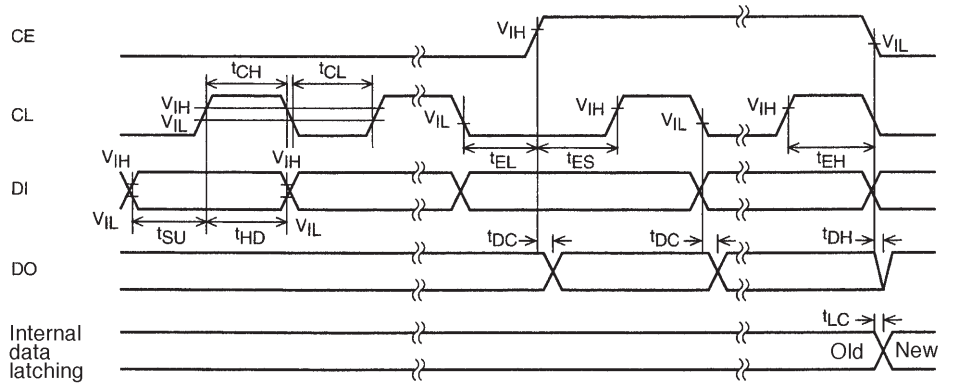 CE
VIH
VIL
tCH
tCL
CL
VIH
VIL
VIL
VIH
VIL
VIH
tEL
tES
tEH
DI
VIH
VIH
VIL
VIL
tSU
tHD
DO
tDC
tDC
tDH
Internal
data
latching
tLC
Old
New